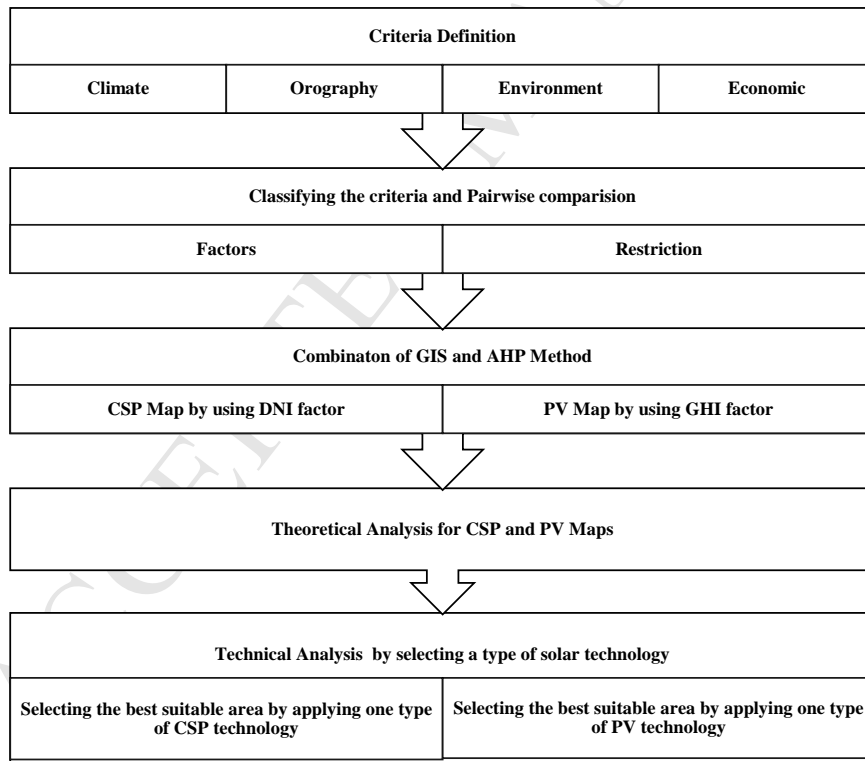 Criteria Definition
Climate
Orography
Environment
Economic
Classifying the criteria and Pairwise comparision
Factors
Restriction
Combinaton of GIS and AHP Method
CSP Map by using DNI factor
PV Map by using GHI factor
Theoretical Analysis for CSP and PV Maps
Technical Analysis by selecting a type of solar technology
Selecting the best suitable area by applying one type
of CSP technology
Selecting the best suitable area by applying one type
of PV technology